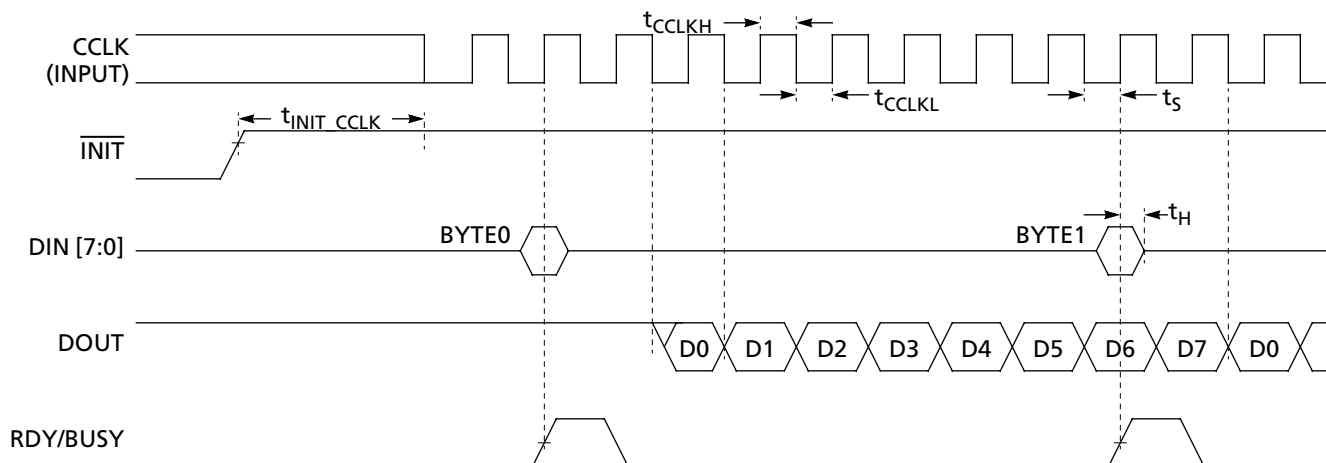 CCLK
(INPUT)
tCCLKH
tCCLKL
tS
INIT
tINIT_CCLK
DIN [7:0]
BYTE0
BYTE1
tH
DOUT
D0 D1 D2 D3 D4 D5 D6 D7 D0
RDY/BUSY